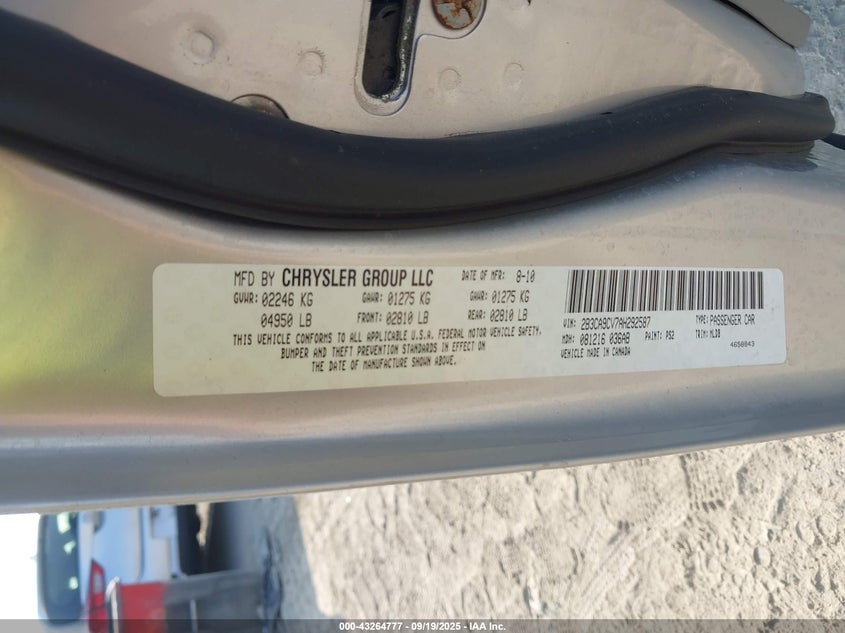 MFD BY CHRYSLER GROUP LLC DATE OF MFR: 8-10
GVWR: 02246 KG GAWR: 01275 KG GAWR: 01275 KG
04950 LB FRONT: 02810 LB REAR: 02810 LB
THIS VEHICLE CONFORMS TO ALL APPLICABLE U.S.A. FEDERAL MOTOR VEHICLE SAFETY,
BUMPER AND THEFT PREVENTION STANDARDS IN EFFECT ON
THE DATE OF MANUFACTURE SHOWN ABOVE.
VIN: 2B3CA9CV7AH292587 TYPE: PASSENGER CAR
MDH: 081216 036AB PAINT: PS2 TRIM: MLD8
VEHICLE MADE IN CANADA 4658043
000-43264777 - 09/19/2025 - IAA Inc.